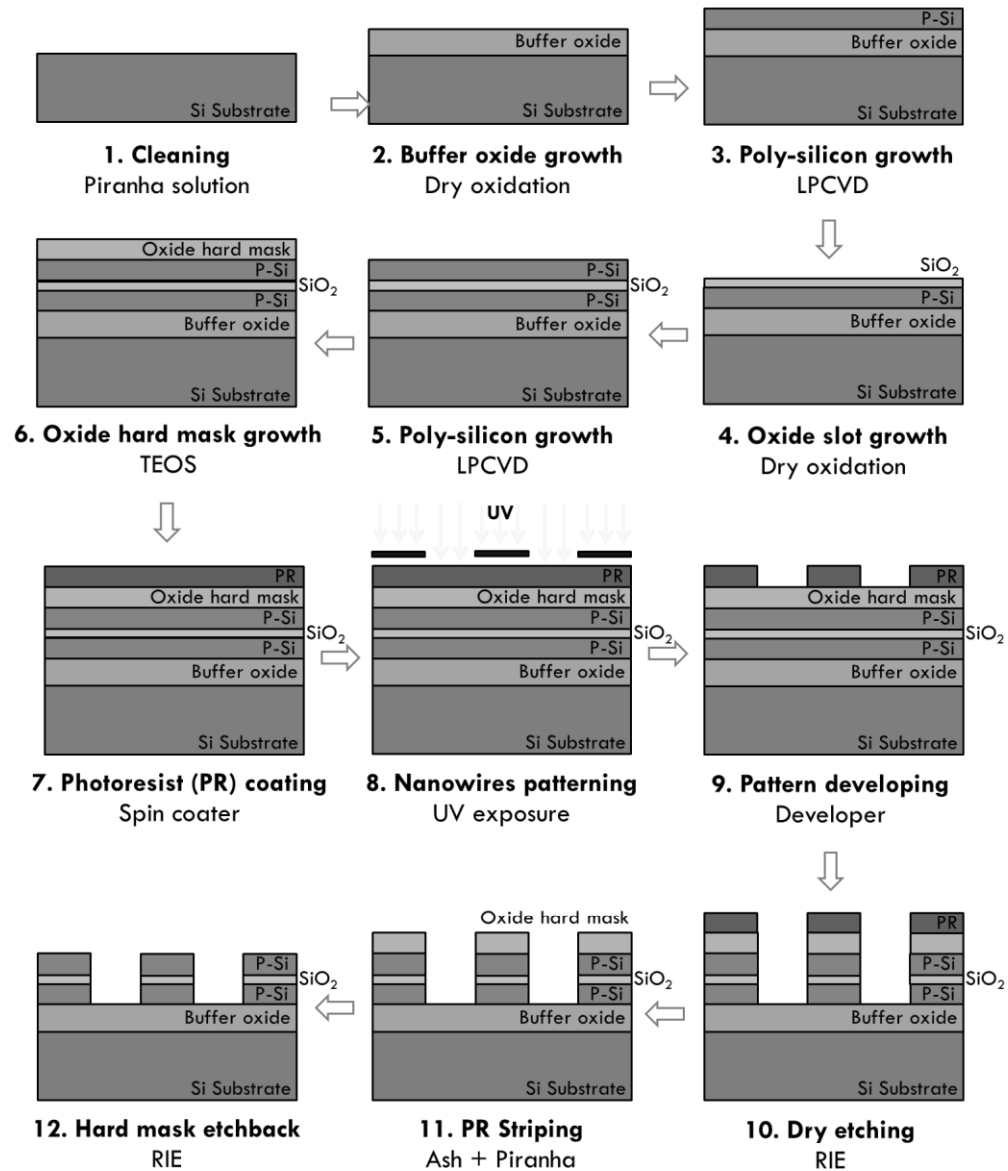 Si Substrate
1. Cleaning
Piranha solution
Buffer oxide
Si Substrate
2. Buffer oxide growth
Dry oxidation
P-Si
Buffer oxide
Si Substrate
3. Poly-silicon growth
LPCVD
SiO₂
P-Si
Buffer oxide
Si Substrate
4. Oxide slot growth
Dry oxidation
P-Si
SiO₂
P-Si
Buffer oxide
Si Substrate
5. Poly-silicon growth
LPCVD
Oxide hard mask
P-Si
SiO₂
P-Si
Buffer oxide
Si Substrate
6. Oxide hard mask growth
TEOS
PR
Oxide hard mask
P-Si
SiO₂
P-Si
Buffer oxide
Si Substrate
7. Photoresist (PR) coating
Spin coater
UV
PR
Oxide hard mask
P-Si
SiO₂
P-Si
Buffer oxide
Si Substrate
8. Nanowires patterning
UV exposure
PR
Oxide hard mask
P-Si
SiO₂
P-Si
Buffer oxide
Si Substrate
9. Pattern developing
Developer
PR
P-Si
SiO₂
P-Si
Buffer oxide
Si Substrate
10. Dry etching
RIE
Oxide hard mask
P-Si
SiO₂
P-Si
Buffer oxide
Si Substrate
11. PR Striping
Ash + Piranha
P-Si
SiO₂
P-Si
Buffer oxide
Si Substrate
12. Hard mask etchback
RIE